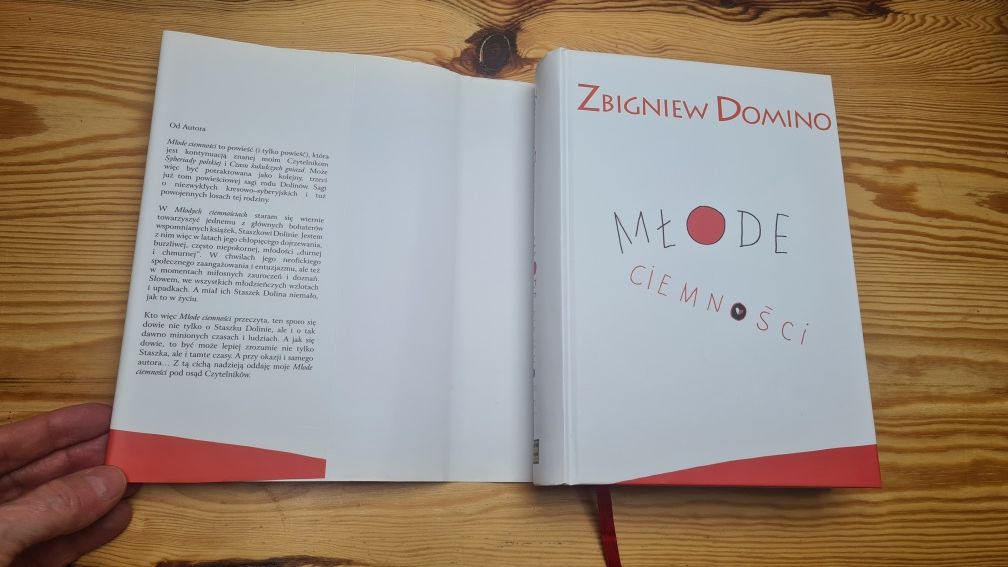 Od Autora
Młode ciemności to powieść (i tylko powieść), która
jest kontynuacją znanej moim Czytelnikom
Syberiady polskiej i Czasu kukułczych gniazd. Może
więc być potraktowana jako kolejny, trzeci
już tom powieściowej sagi rodu Dolinów. Sagi
o niezwykłych kresowo-syberyjskich i tuż
powojennych losach tej rodziny.
W Młodych ciemnościach staram się wiernie
towarzyszyć jednemu z głównych bohaterów
wspomnianych książek, Staszkowi Dolinie. Jestem
z nim więc w latach jego chłopięcego dojrzewania,
burzliwej, często niepokornej, młodości „durnej
i chmurnej”. W chwilach jego neofickiego
społecznego zaangażowania i entuzjazmu, ale też
w momentach miłosnych zauroczeń i doznań.
Słowem, we wszystkich młodzieńczych wzlotach
i upadkach. A miał ich Staszek Dolina niemało,
jak to w życiu.
Kto więc Młode ciemności przeczyta, ten sporo się
dowie nie tylko o Staszku Dolinie, ale i o tak
dawno minionych czasach i ludziach. A jak się
dowie, to być może lepiej zrozumie nie tylko
Staszka, ale i tamte czasy. A przy okazji i samego
autora... Z tą cichą nadzieją oddaję moje Młode
ciemności pod osąd Czytelników.
ZBIGNIEW DOMINO
MŁODE
CIEMNOŚCi